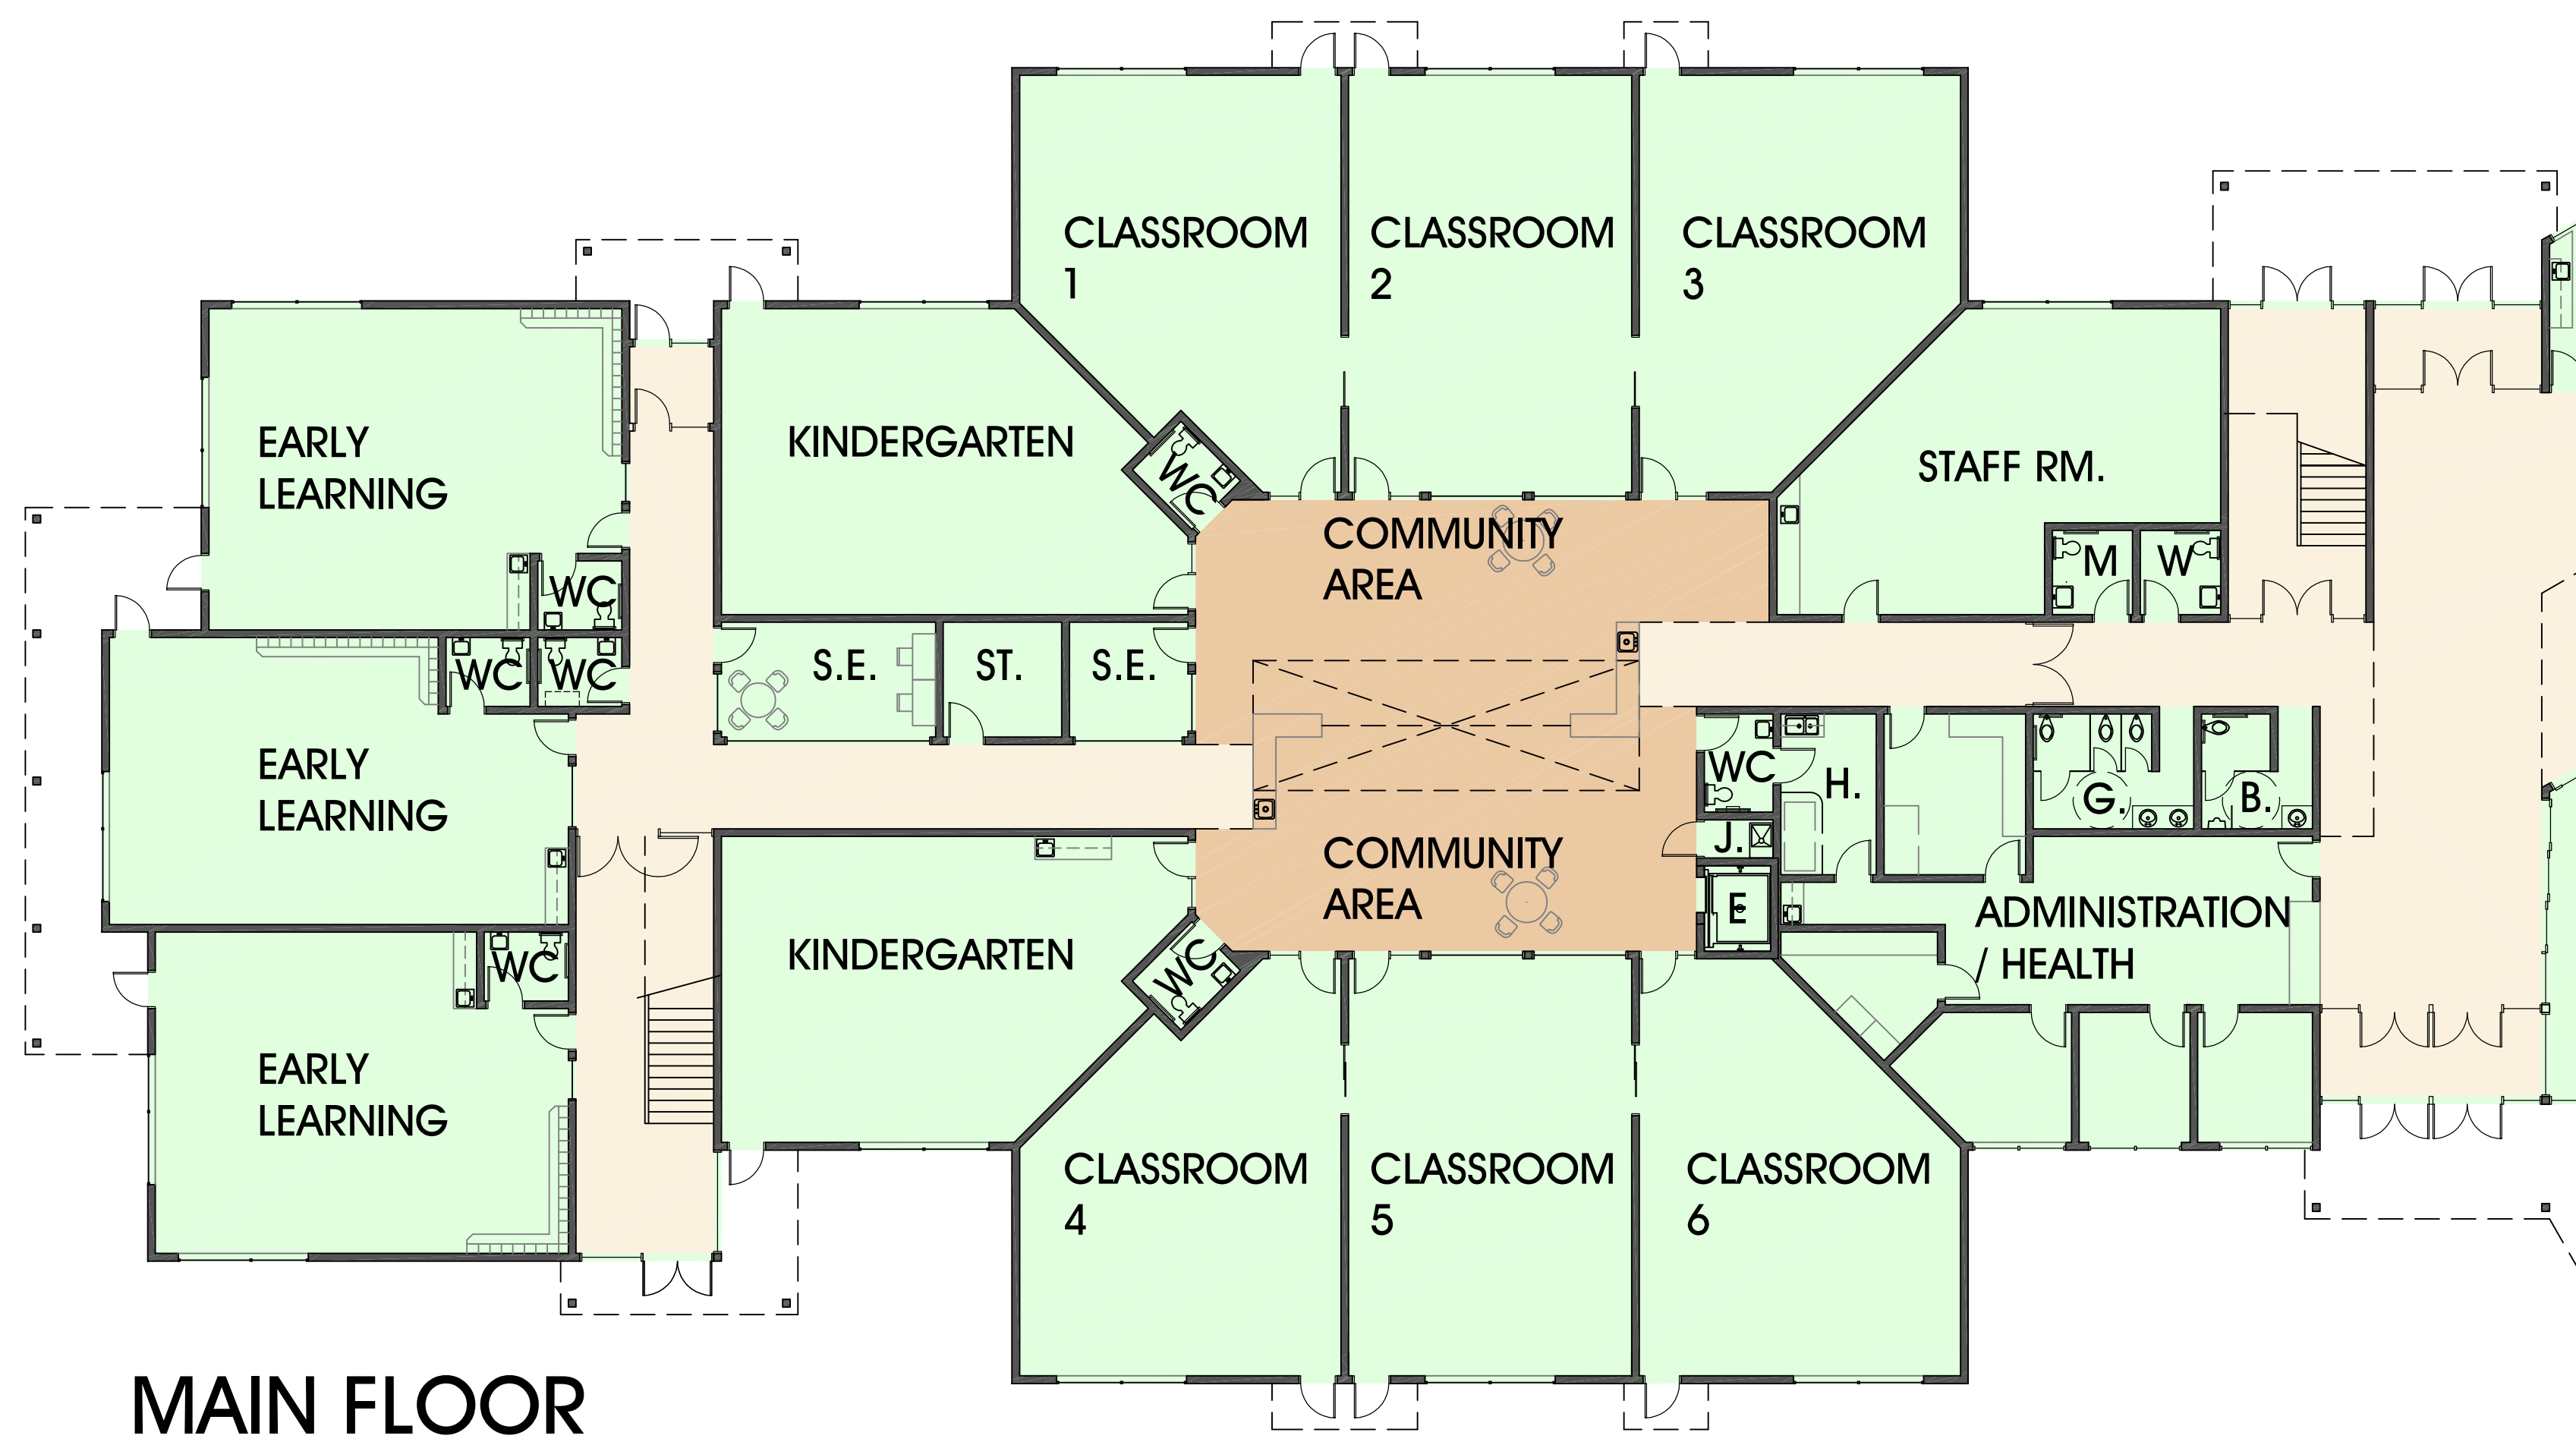 CLASSROOM
1
CLASSROOM
2
CLASSROOM
3
EARLY
LEARNING
KINDERGARTEN
WC
STAFF RM.
COMMUNITY
AREA
M
W
WC
WC
WC
S.E.
ST.
S.E.
EARLY
LEARNING
WC
H.
G.
B.
J.
E
COMMUNITY
AREA
ADMINISTRATION
/ HEALTH
KINDERGARTEN
WC
WC
EARLY
LEARNING
CLASSROOM
4
CLASSROOM
5
CLASSROOM
6
MAIN FLOOR